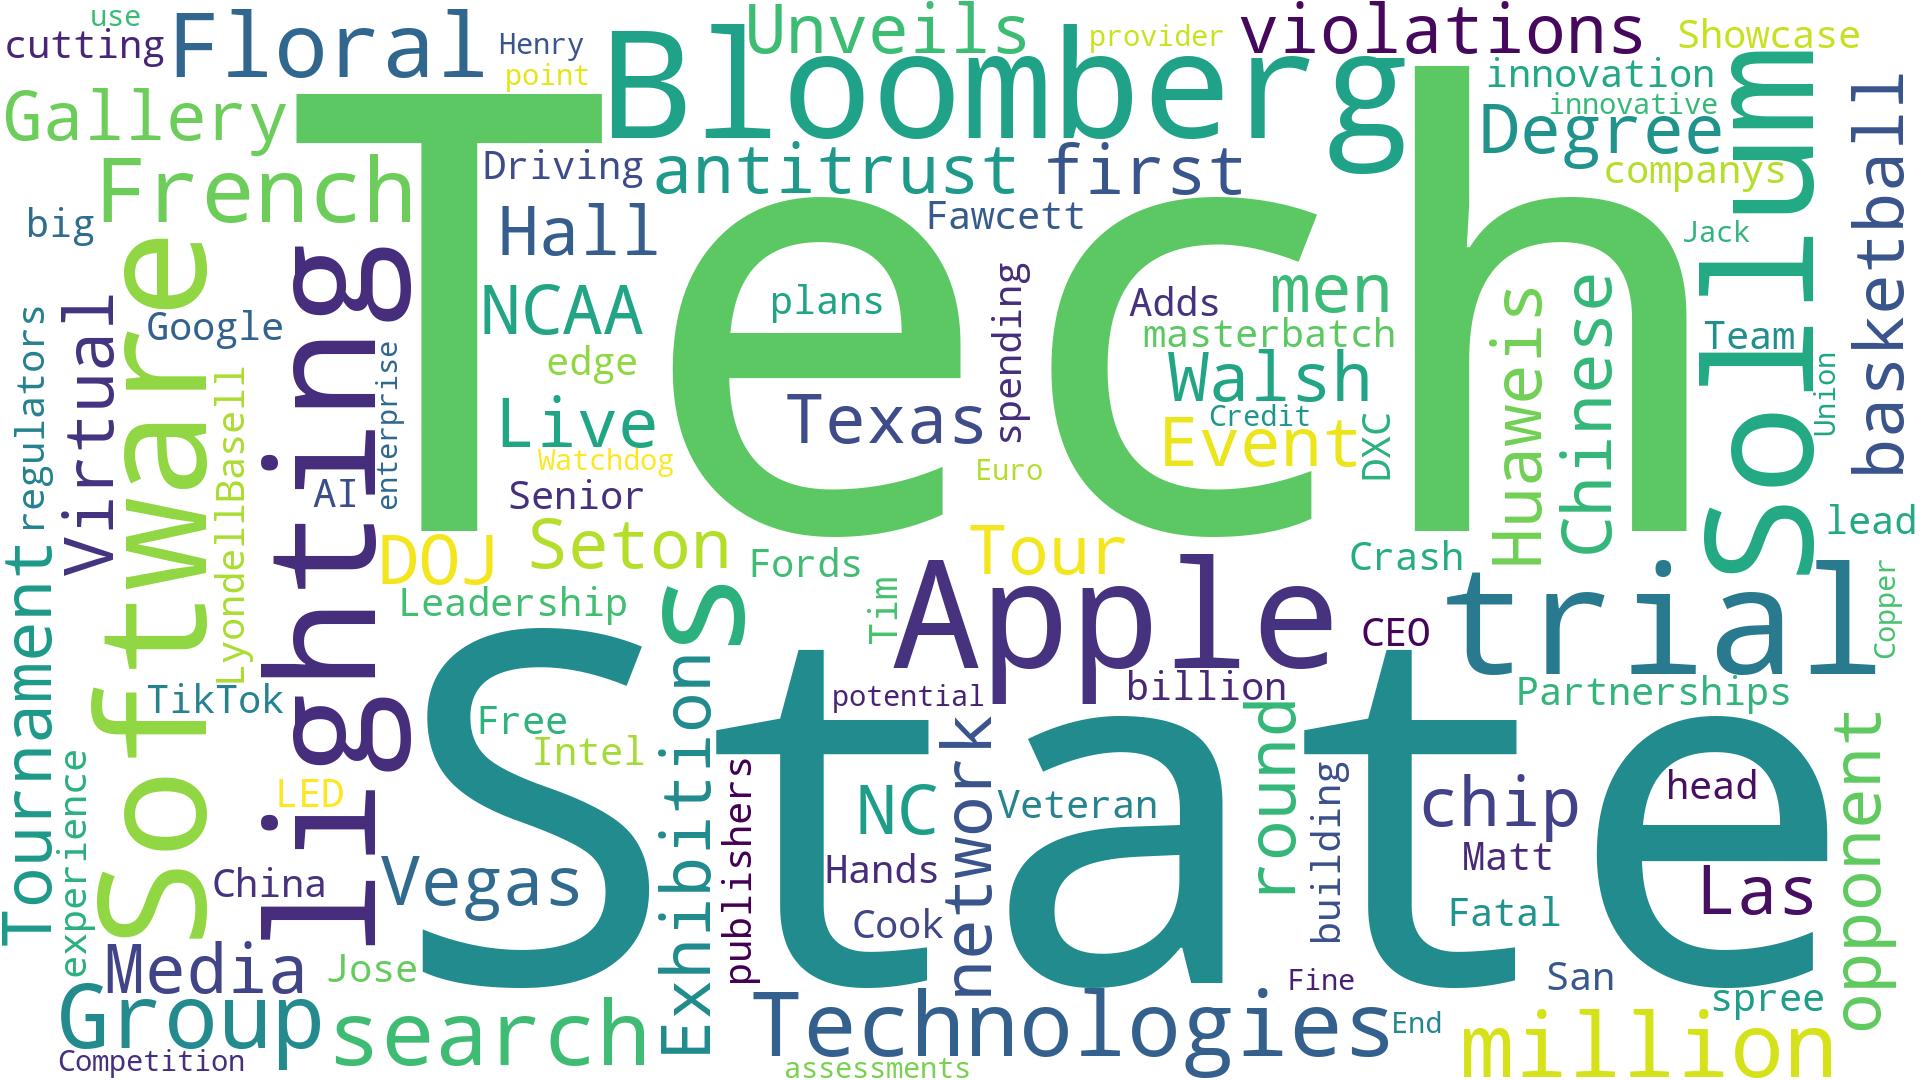 use
cutting
Floral
Henry
point
Unveils
provider
violations
Showcase
Bloomberg
innovation
innovative
Gallery
Degree
companys
French
Driving
antitrust
first
Tech
Sollum
basketball
big
Hall
Fawcett
Jack
Software
lighting
Virtual
regulators
Google
NCAA
plans
spending
Adds
men
masterbatch
Huaweis
Chinese
Team
edge
enterprise
LyondellBasell
Live
Texas
Walsh
Credit
Event
DXC
Union
Watchdog
Euro
AI
Senior
Seton
Tour
lead
DOJ
Fords
Crash
Tournament
Leadership
Tim
Apple
CEO
trial
Copper
Exhibitions
State
TikTok
potential
billion
Partnerships
Free
Intel
network
round
opponent
experience
LED
publishers
NC
Veteran
building
chip
head
China
Vegas
Hands
Matt
Las
Cook
Fatal
Media
Jose
Fine
San
Group
search
Technologies
End
spree
million
Competition
assessments